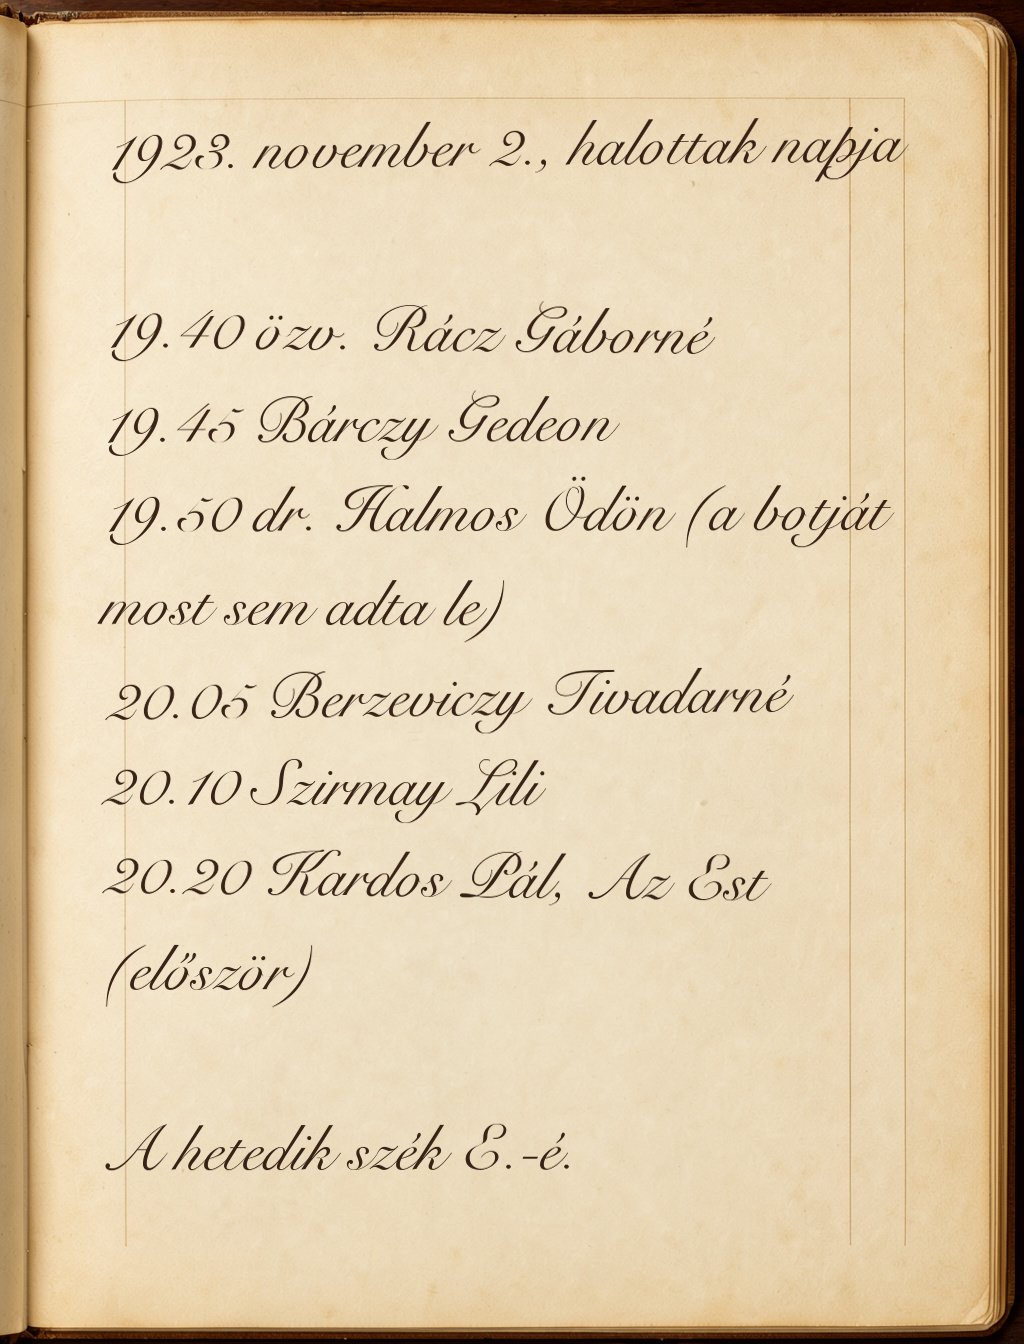 1923. november 2., halottak napja
19.40 özv. Rácz Gáborné
19.45 Bárczy Gedeon
19.50 dr. Halmos Ödön (a botját
most sem adta le)
20.05 Berzeviczy Tivadarné
20.10 Szirmay Lili
20.20 Kardos Pál, Az Est
(először)
A hetedik szék E.-é.